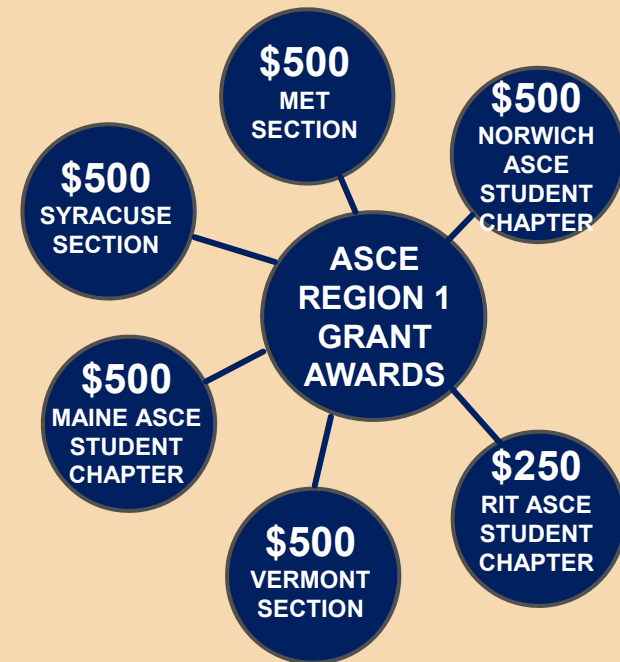 $500
MET
SECTION
$500
NORWICH
ASCE
STUDENT
CHAPTER
$500
SYRACUSE
SECTION
ASCE
REGION 1
GRANT
AWARDS
$500
MAINE ASCE
STUDENT
CHAPTER
$250
RIT ASCE
STUDENT
CHAPTER
$500
VERMONT
SECTION